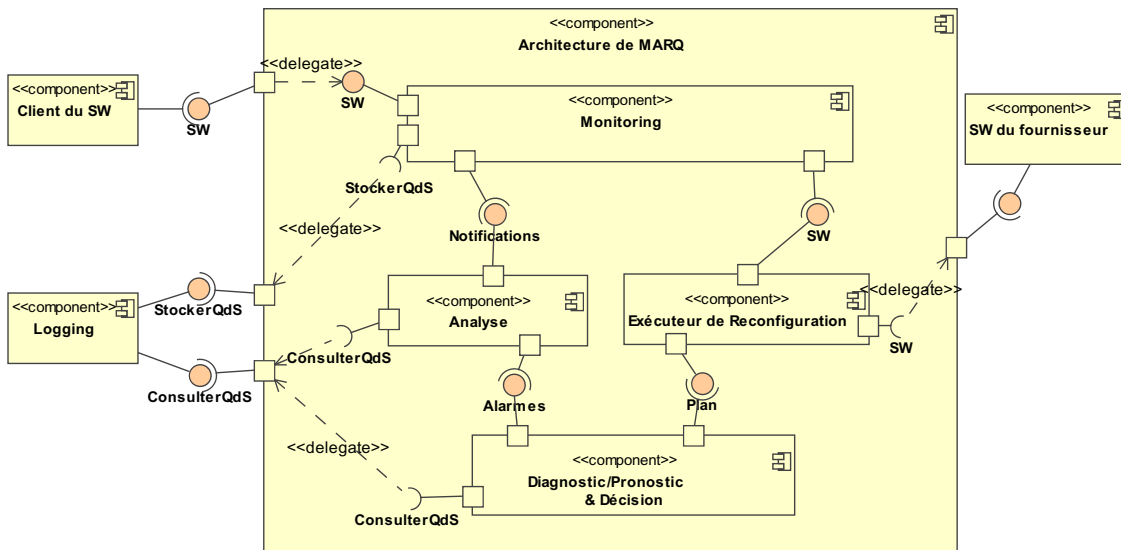 <<component>>
Architecture de MARQ
<<delegate>>
<<component>>
Client du SW
SW
SW
<<component>>
Monitoring
<<component>>
SW du fournisseur
StockerQdS
<<delegate>>
Notifications
SW
<<component>>
Logging
StockerQdS
ConsulterQdS
<<component>>
Analyse
ConsulterQdS
<<component>>
Exécuteur de Reconfiguration
<<delegate>>
SW
Alarmes
Plan
<<delegate>>
<<component>>
Diagnostic/Pronostic
& Décision
ConsulterQdS